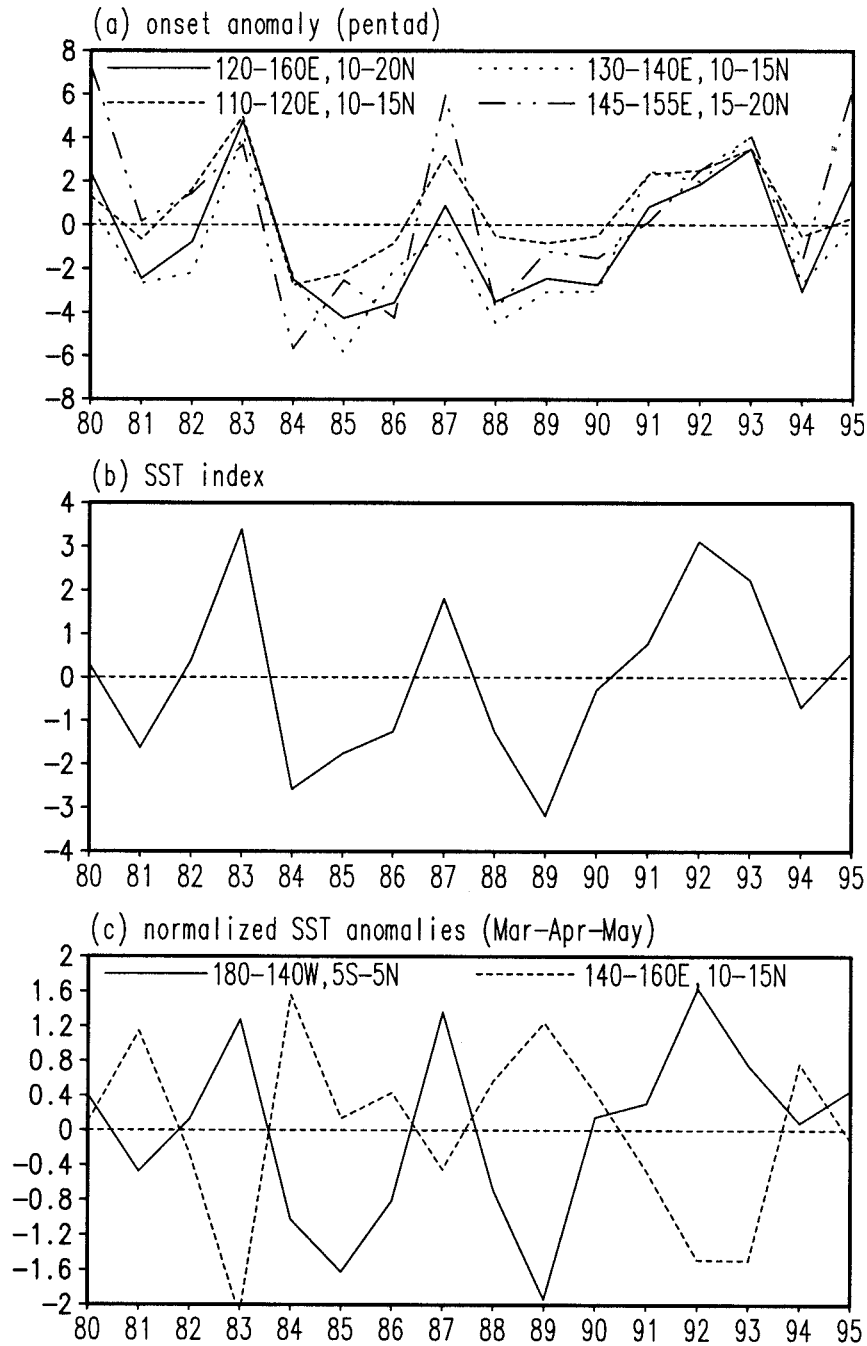 (a) onset anomaly (pentad)
8
120-160E, 10-20N
130-140E, 10-15N
6
110-120E, 10-15N
145-155E, 15-20N
4
2
0
-2
-4
-6
-8
80 81 82 83 84 85 86 87 88 89 90 91 92 93 94 95
(b) SST index
4
3
2
1
0
-1
-2
-3
-4
80 81 82 83 84 85 86 87 88 89 90 91 92 93 94 95
(c) normalized SST anomalies (Mar-Apr-May)
2
180-140W, 5S-5N
140-160E, 10-15N
1.6
1.2
0.8
0.4
0
-0.4
-0.8
-1.2
-1.6
-2
80 81 82 83 84 85 86 87 88 89 90 91 92 93 94 95